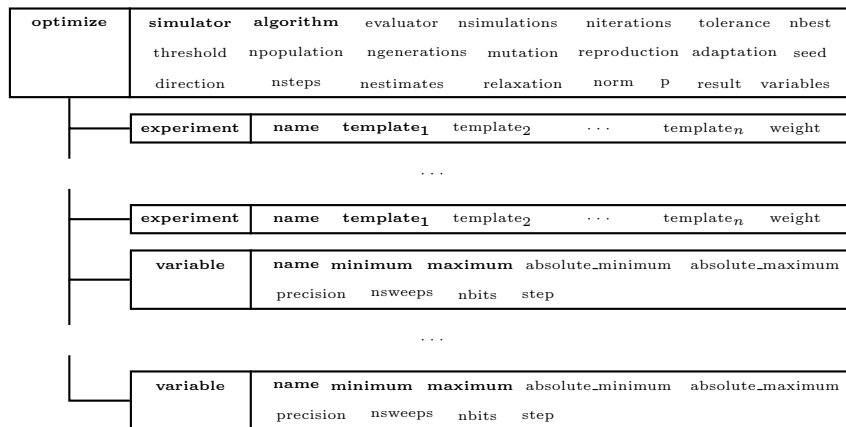 optimize simulator algorithm evaluator nsimulations niterations tolerance nbest
threshold npopulation ngenerations mutation reproduction adaptation seed
direction nsteps nestimates relaxation norm p result variables
experiment name template₁ template₂ ··· templateₙ weight
...
experiment name template₁ template₂ ··· templateₙ weight
variable name minimum maximum absolute_minimum absolute_maximum
precision nsweeps nbits step
...
variable name minimum maximum absolute_minimum absolute_maximum
precision nsweeps nbits step